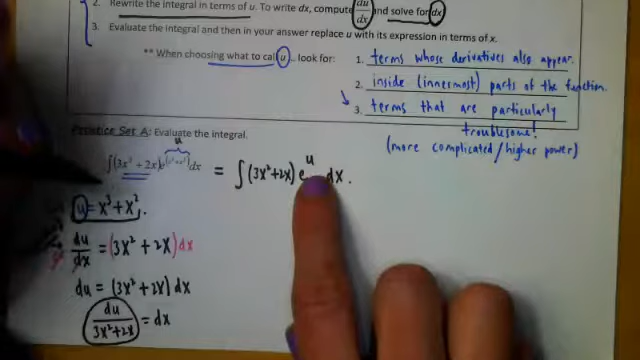 2. Rewrite the integral in terms of u. To write dx, compute du/dx and solve for dx
3. Evaluate the integral and then in your answer replace u with its expression in terms of x.
** When choosing what to call u... look for:
1. terms whose derivatives also appear.
2. inside (innermost) parts of the function.
3. terms that are particularly
troublesome!
(more complicated/higher power)
Practice Set A: Evaluate the integral.
u
∫(3x²+2x)e^(x³+x²)dx = ∫(3x²+2x) e^u dx.
u = x³+x².
du/dx = (3x²+2x)dx
du = (3x²+2x)dx
du/3x²+2x = dx